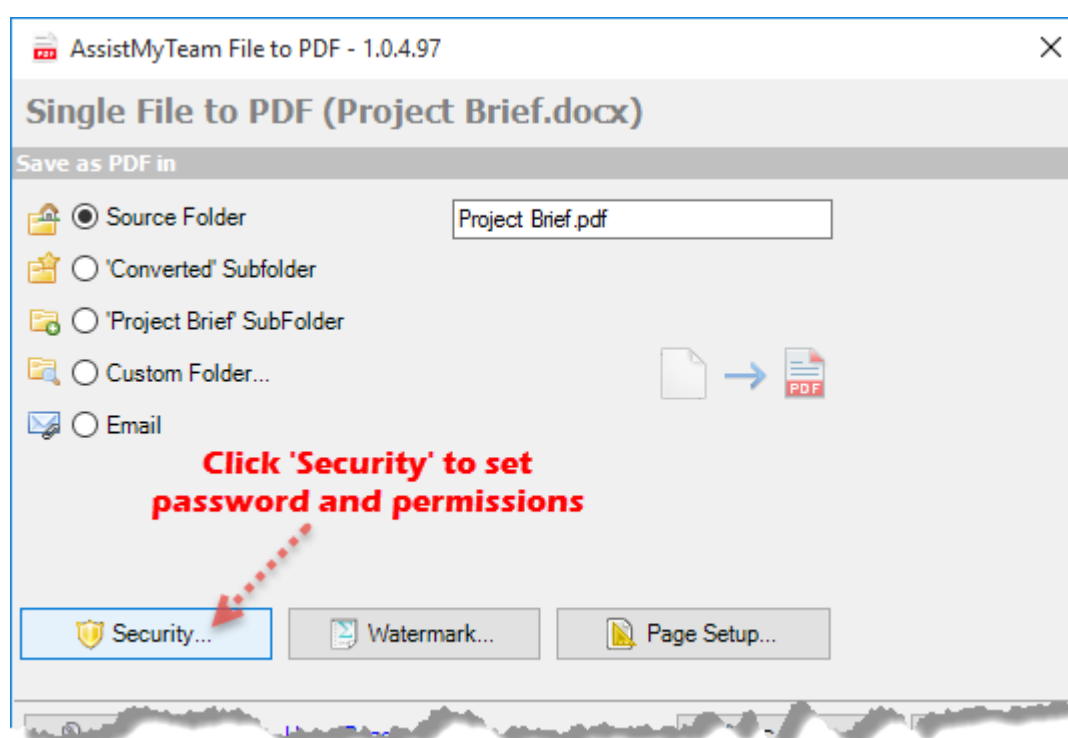 AssistMyTeam File to PDF - 1.0.4.97
Single File to PDF (Project Brief.docx)
Save as PDF in
Source Folder
Project Brief.pdf
'Converted' Subfolder
'Project Brief' SubFolder
Custom Folder...
PDF
Email
Click 'Security' to set
password and permissions
Security...
Watermark...
Page Setup...